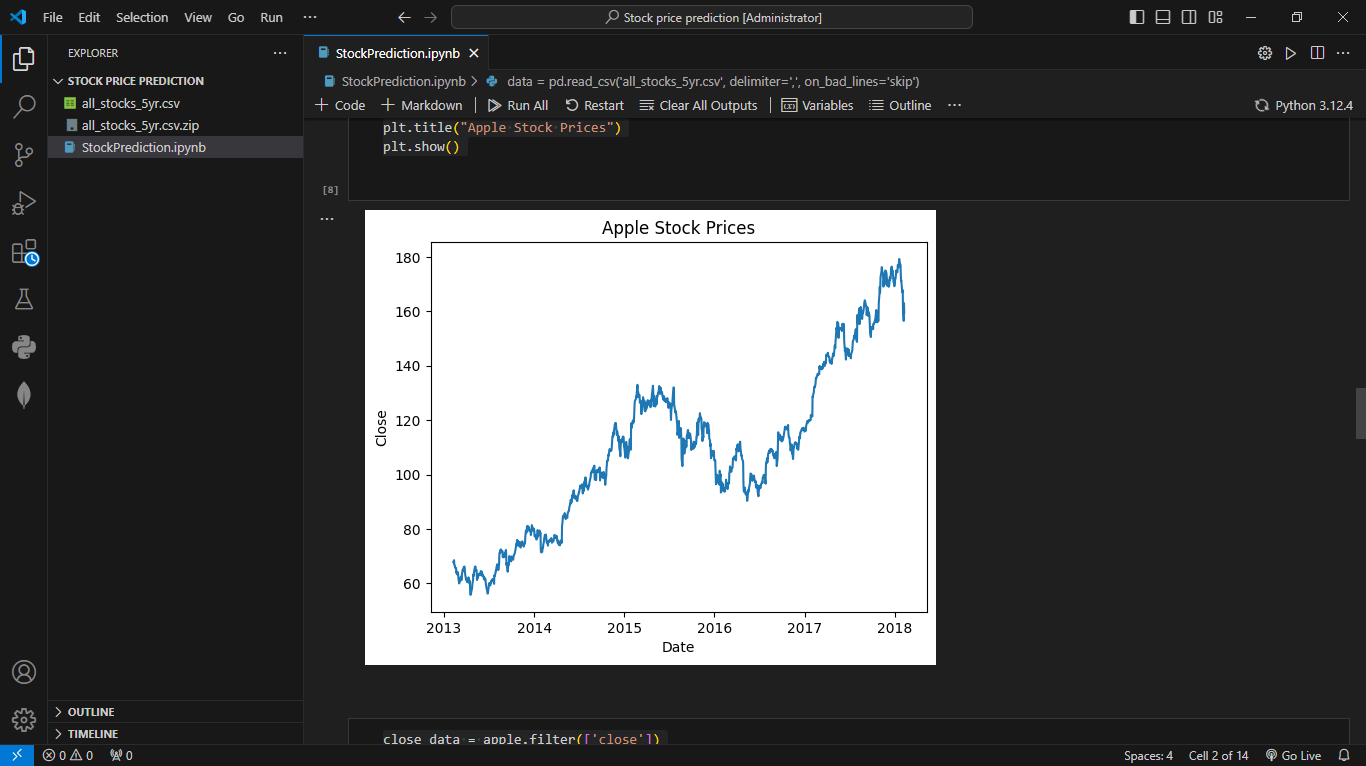 File Edit Selection View Go Run ···
Stock price prediction [Administrator]
EXPLORER ···
STOCK PRICE PREDICTION
all_stocks_5yr.csv
all_stocks_5yr.csv.zip
StockPrediction.ipynb
OUTLINE
TIMELINE
StockPrediction.ipynb
StockPrediction.ipynb > data = pd.read_csv('all_stocks_5yr.csv', delimiter=',', on_bad_lines='skip')
+ Code + Markdown Run All Restart Clear All Outputs Variables Outline ··· Python 3.12.4
plt.title("Apple Stock Prices")
plt.show()
[8]
···
Apple Stock Prices
180
160
140
120
100
80
60
Close
2013 2014 2015 2016 2017 2018
Date
close_data = apple.filter(['close'])
0 0 0 Spaces: 4 Cell 2 of 14 Go Live